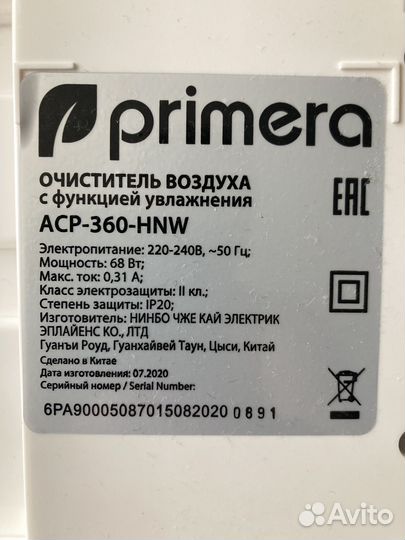 primera
ОЧИСТИТЕЛЬ ВОЗДУХА
с функцией увлажнения
ACP-360-HNW
EAC
Электропитание: 220-240В, ~50 Гц;
Мощность: 68 Вт;
Макс. ток: 0,31 А;
Класс электрозащиты: II кл.;
Степень защиты: IP20;
Изготовитель: НИНБО ЧЖЕ КАЙ ЭЛЕКТРИК
ЭПЛАЙЕНС КО., ЛТД
Гуанъи Роуд, Гуанхайвей Таун, Цыси, Китай
Сделано в Китае
Дата изготовления: 07.2020
Серийный номер / Serial Number:
6PA90005087015082020 0891
Avito